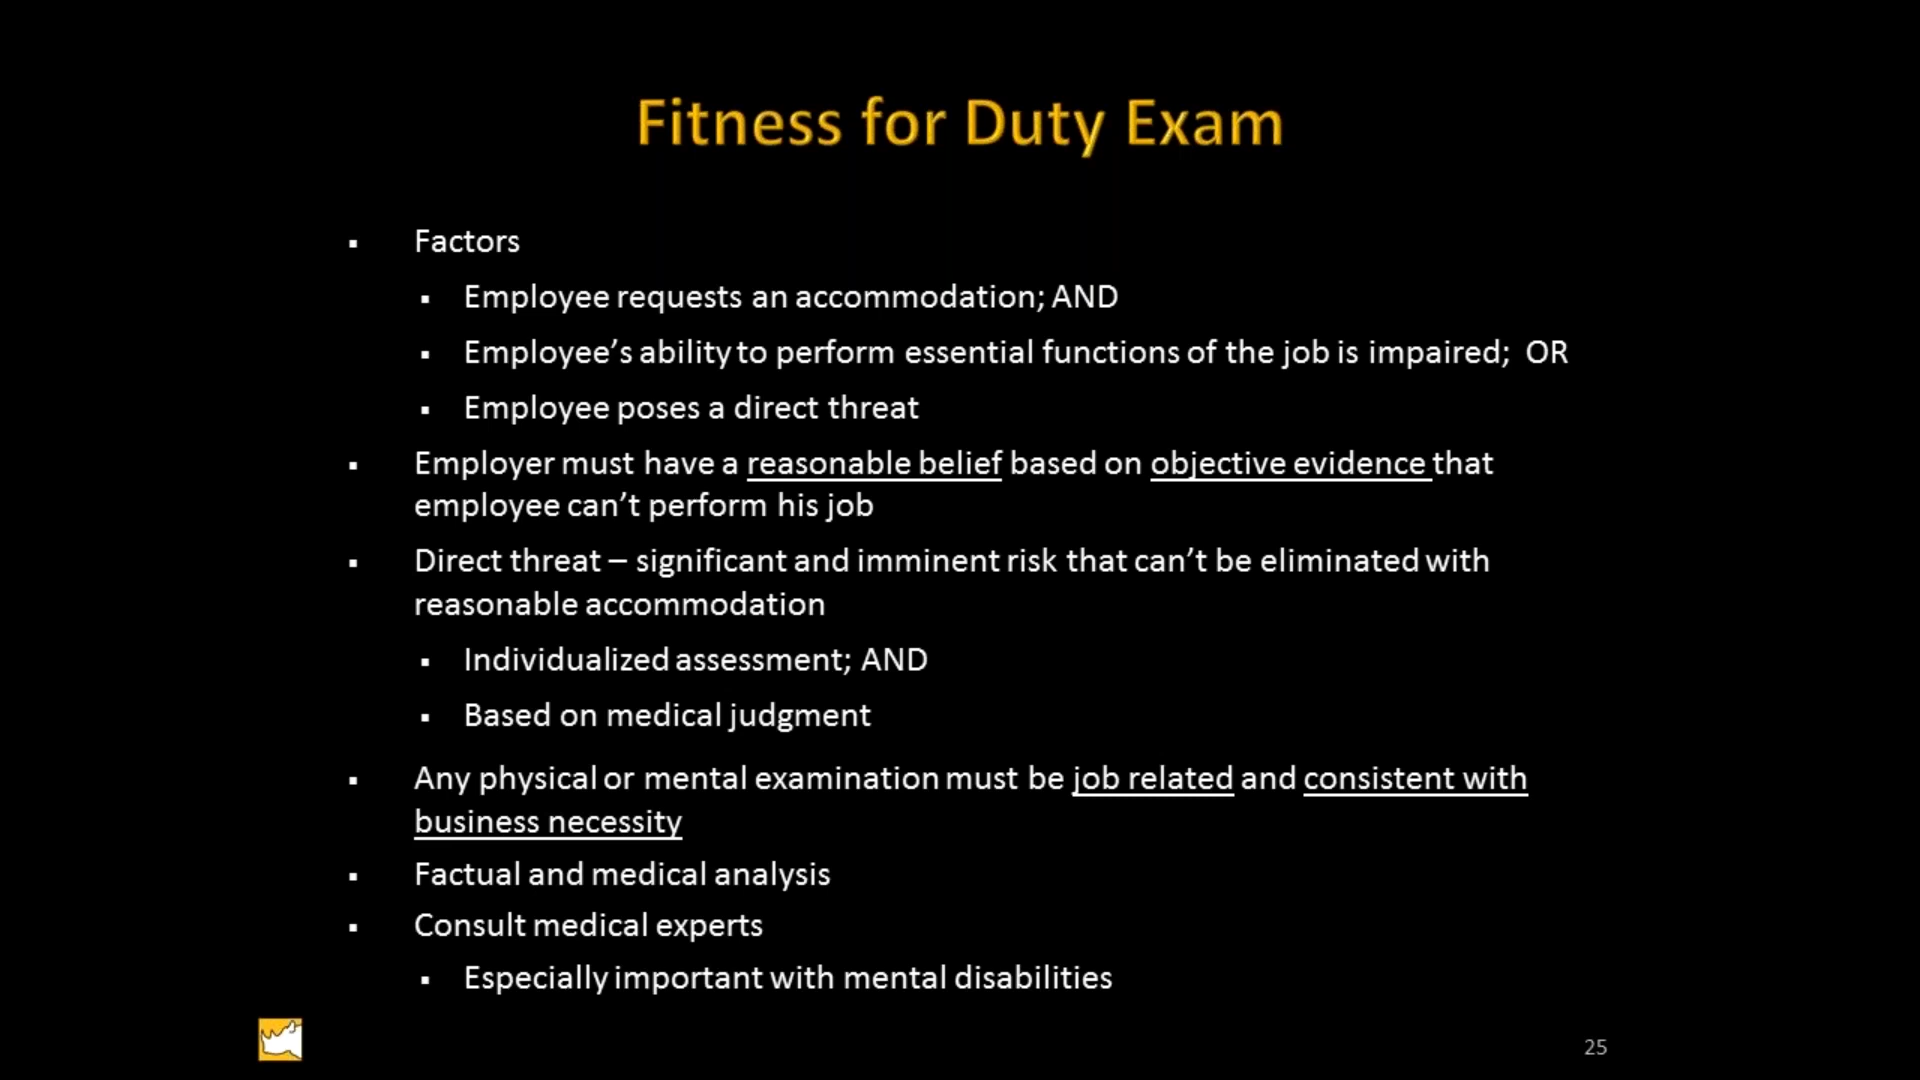 Fitness for Duty Exam
▪ Factors
▪ Employee requests an accommodation; AND
▪ Employee’s ability to perform essential functions of the job is impaired; OR
▪ Employee poses a direct threat
▪ Employer must have a reasonable belief based on objective evidence that
employee can’t perform his job
▪ Direct threat – significant and imminent risk that can’t be eliminated with
reasonable accommodation
▪ Individualized assessment; AND
▪ Based on medical judgment
▪ Any physical or mental examination must be job related and consistent with
business necessity
▪ Factual and medical analysis
▪ Consult medical experts
▪ Especially important with mental disabilities
25